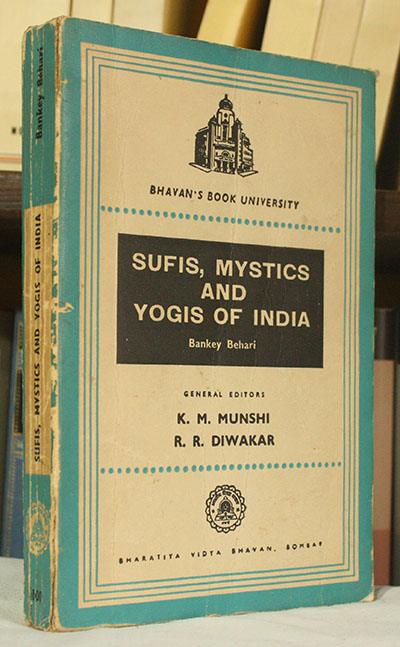 BHAVAN'S BOOK UNIVERSITY
SUFIS, MYSTICS
AND
YOGIS OF INDIA
Bankey Behari
GENERAL EDITORS
K. M. MUNSHI
R. R. DIWAKAR
BHARATIYA VIDYA BHAVAN, BOMBAY
Bankey Behari
SUFIS, MYSTICS AND YOGIS OF INDIA